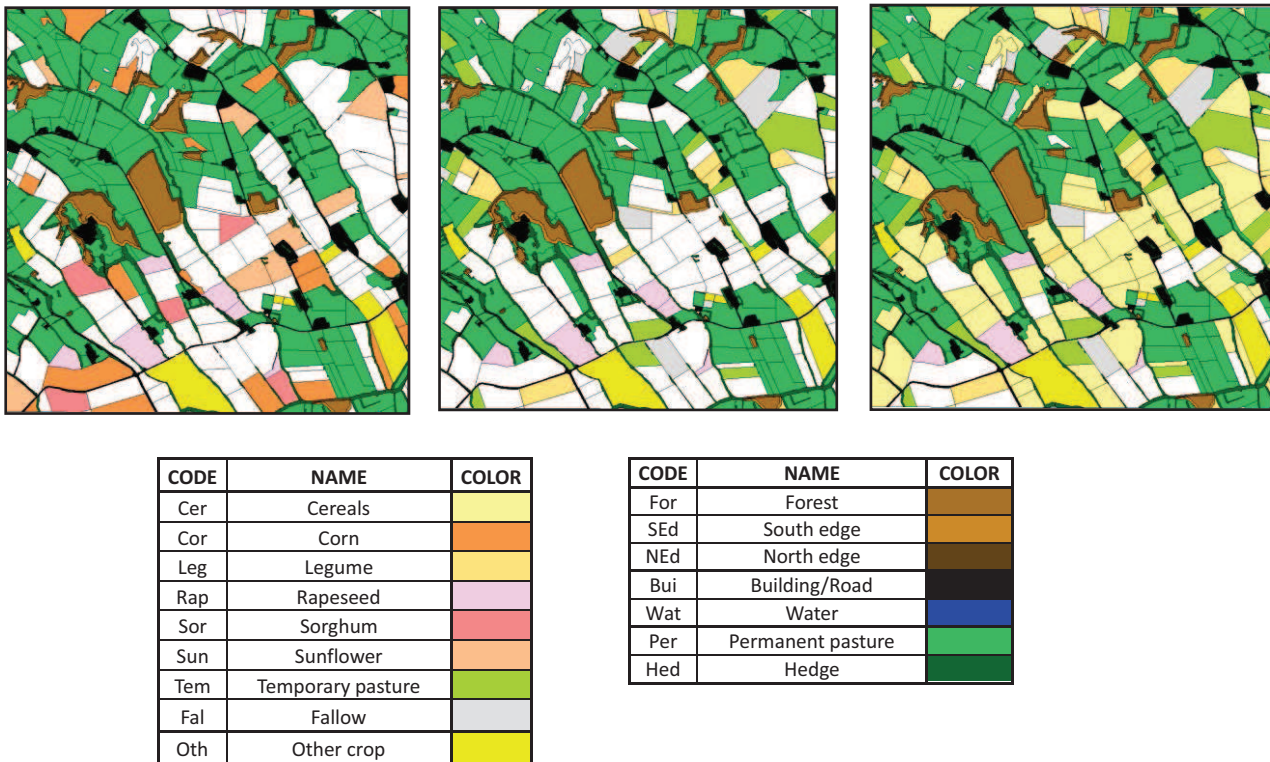 CODE NAME COLOR
Cer Cereals
Cor Corn
Leg Legume
Rap Rapeseed
Sor Sorghum
Sun Sunflower
Tem Temporary pasture
Fal Fallow
Oth Other crop
CODE NAME COLOR
For Forest
SEd South edge
NEd North edge
Bui Building/Road
Wat Water
Per Permanent pasture
Hed Hedge